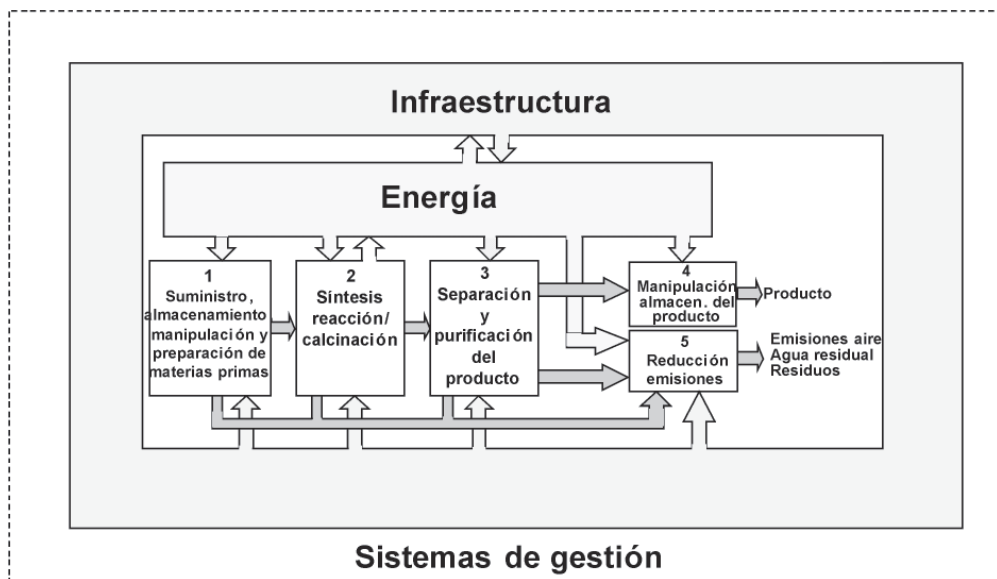 Infraestructura
Energía
1
Suministro,
almacenamiento
manipulación y
preparación de
materias primas
2
Síntesis
reacción/
calcinación
3
Separación
y
purificación
del
producto
4
Manipulación
almacen. del
producto
Producto
5
Reducción
emisiones
Emisiones aire
Agua residual
Residuos
Sistemas de gestión